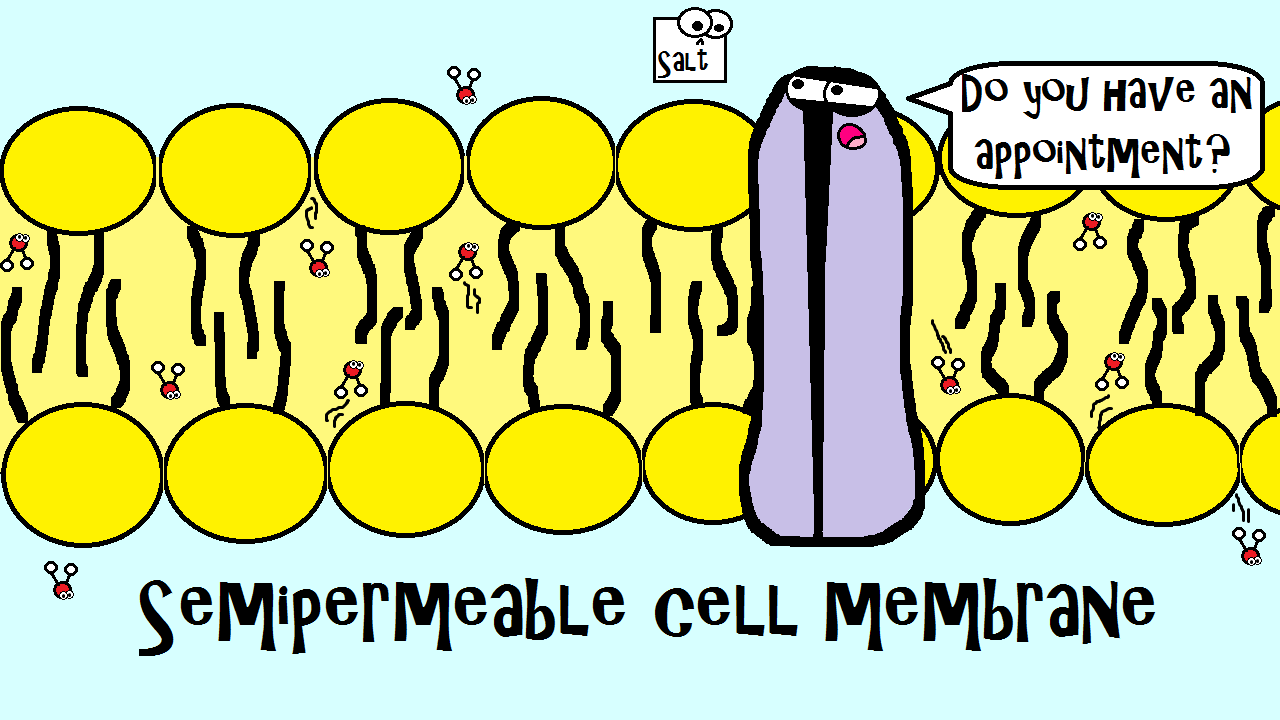 Salt
Do you have an
appointment?
Semipermeable Cell Membrane